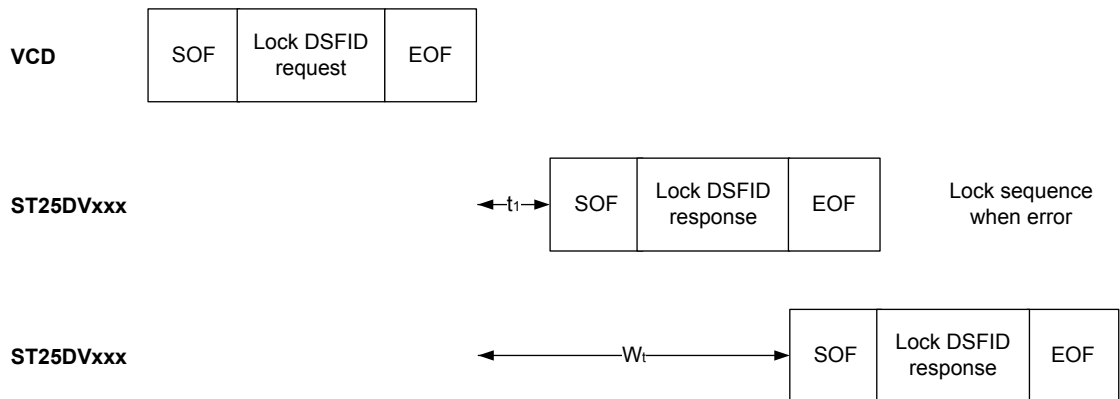 VCD
SOF
Lock DSFID
request
EOF
ST25DVxxx
t1
SOF
Lock DSFID
response
EOF
Lock sequence
when error
ST25DVxxx
Wt
SOF
Lock DSFID
response
EOF